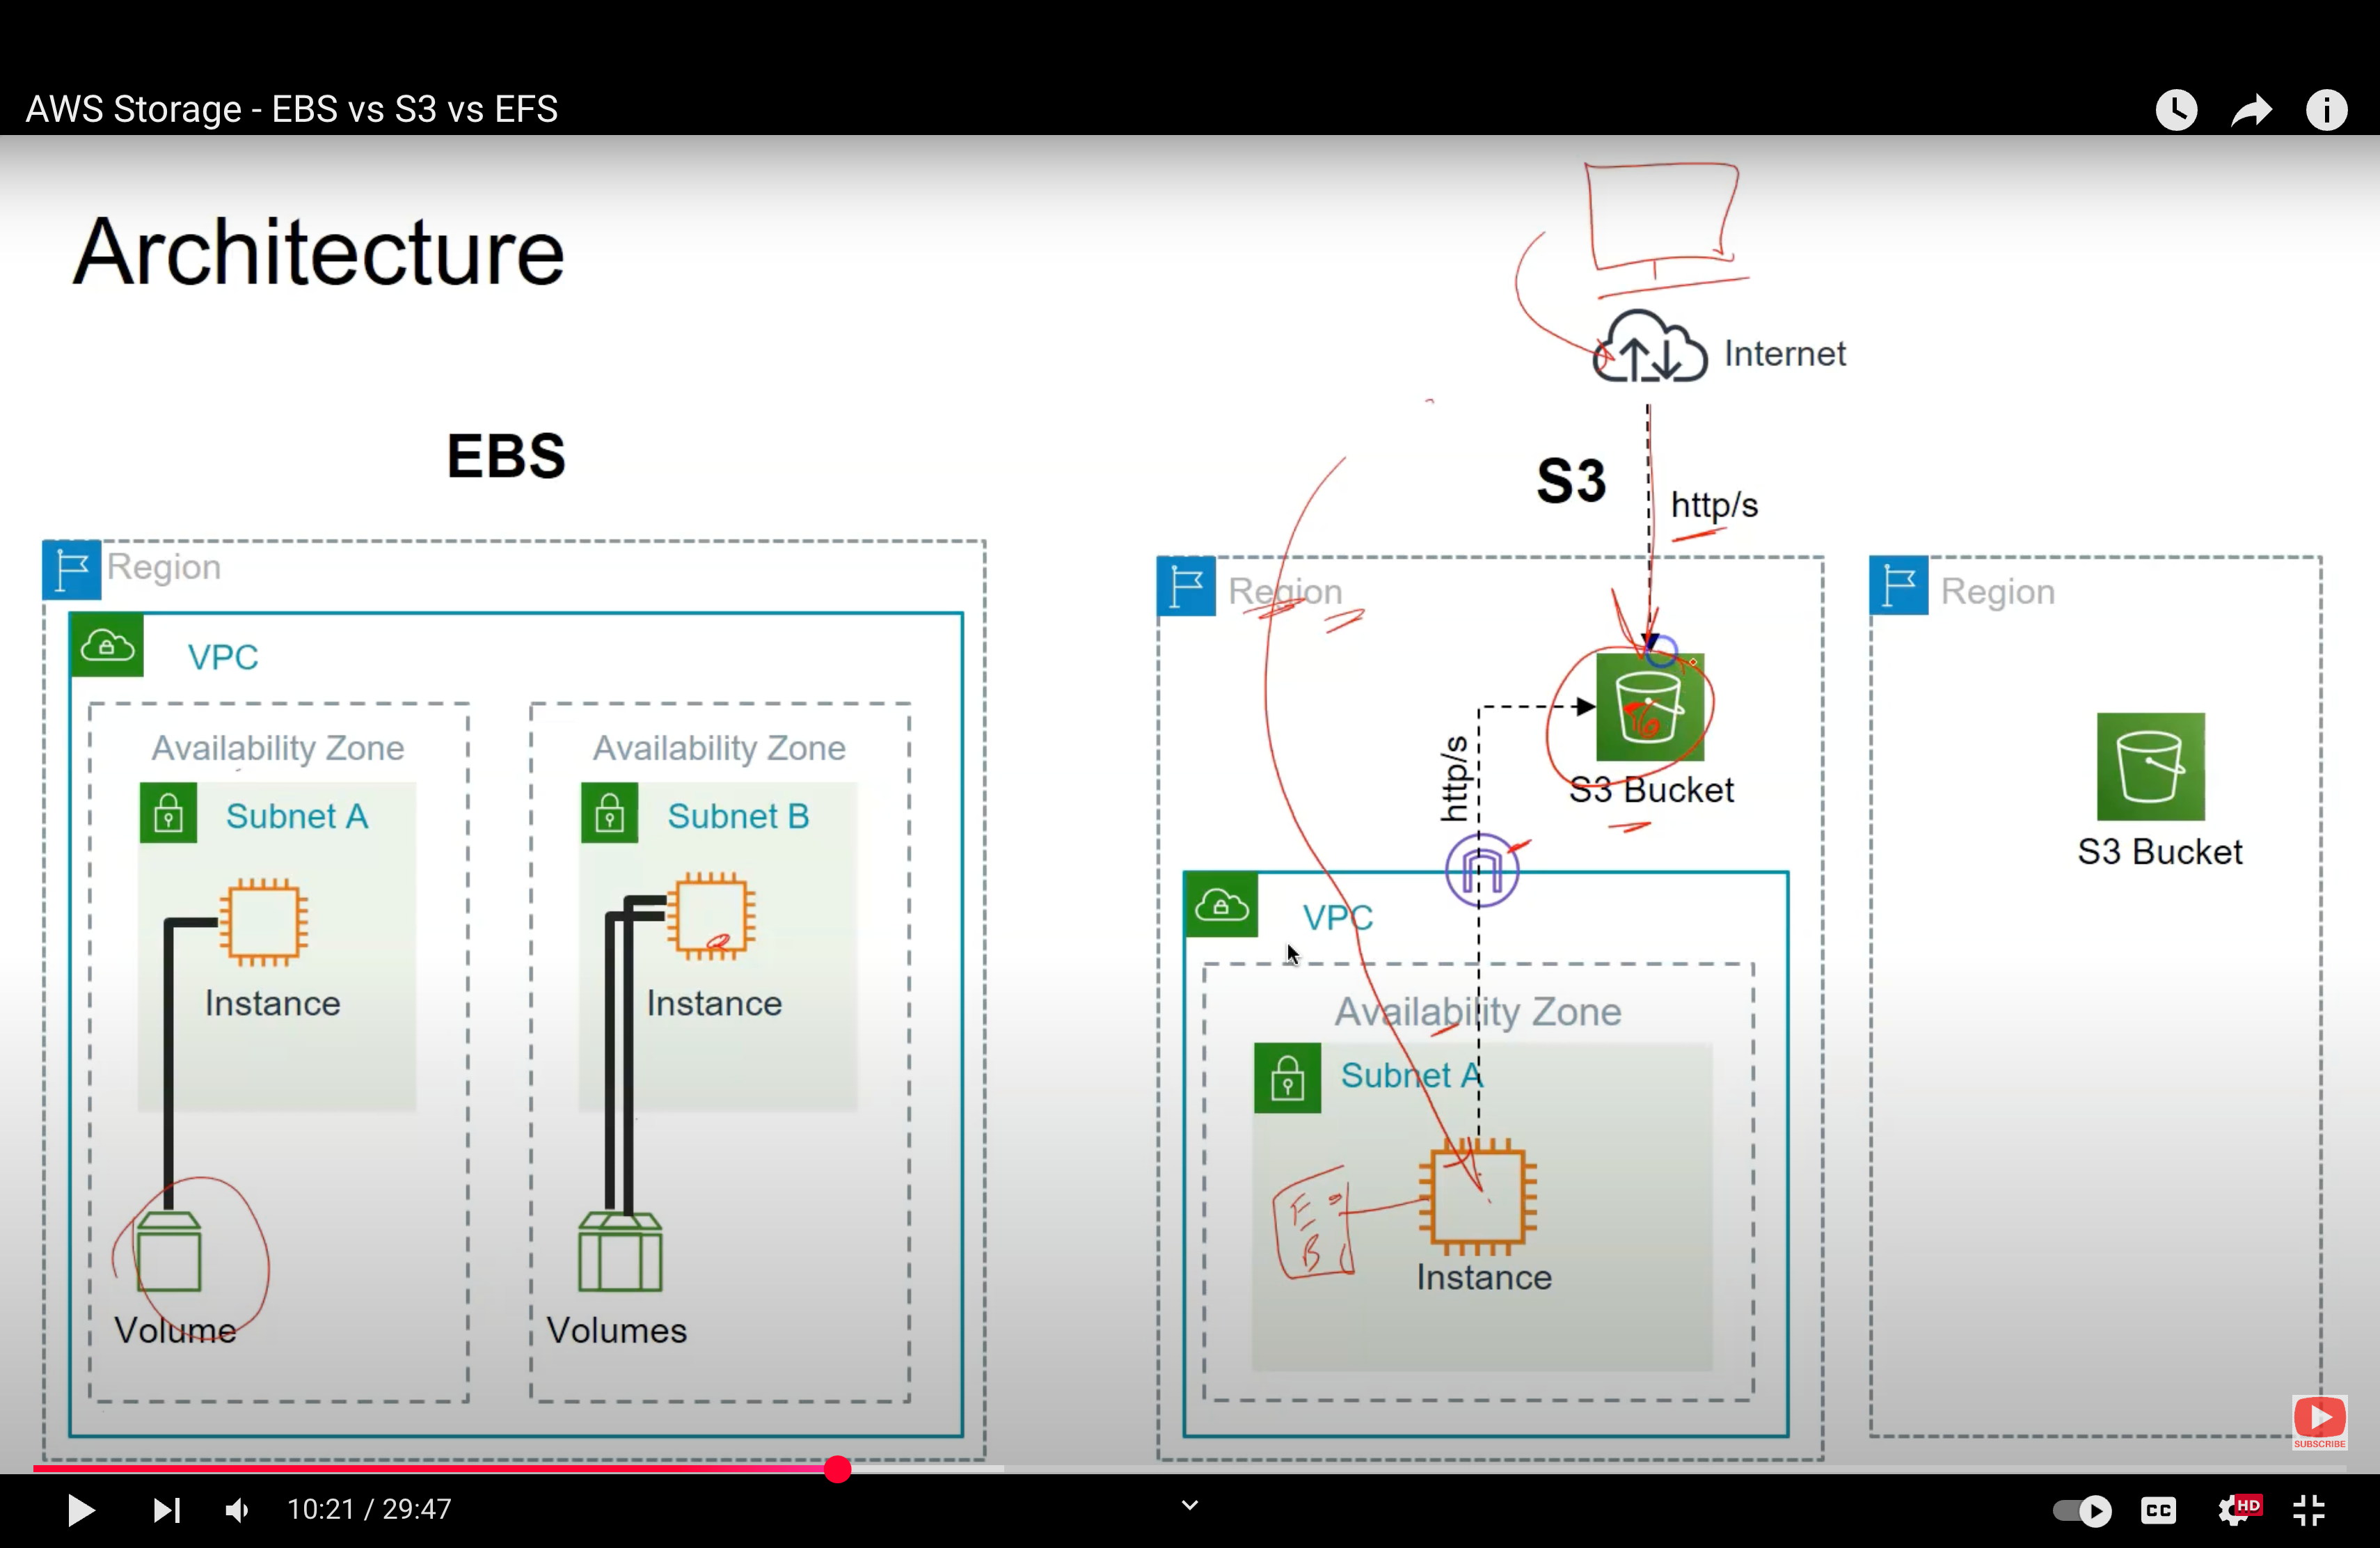 AWS Storage - EBS vs S3 vs EFS
Architecture
Internet
EBS
S3
http/s
Region
VPC
Availability Zone
Subnet A
Instance
Volume
Availability Zone
Subnet B
Instance
Volumes
Region
http/s
S3 Bucket
VPC
Availability Zone
Subnet A
Instance
Region
S3 Bucket
SUBSCRIBE
10:21 / 29:47
CC
HD